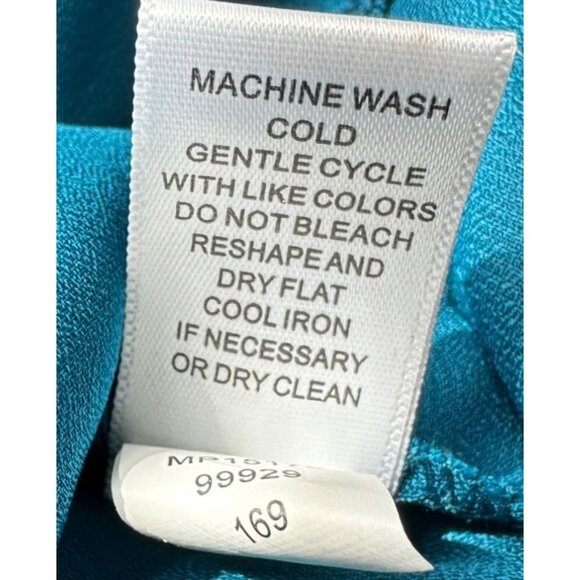 MACHINE WASH
COLD
GENTLE CYCLE
WITH LIKE COLORS
DO NOT BLEACH
RESHAPE AND
DRY FLAT
COOL IRON
IF NECESSARY
OR DRY CLEAN
99929
169